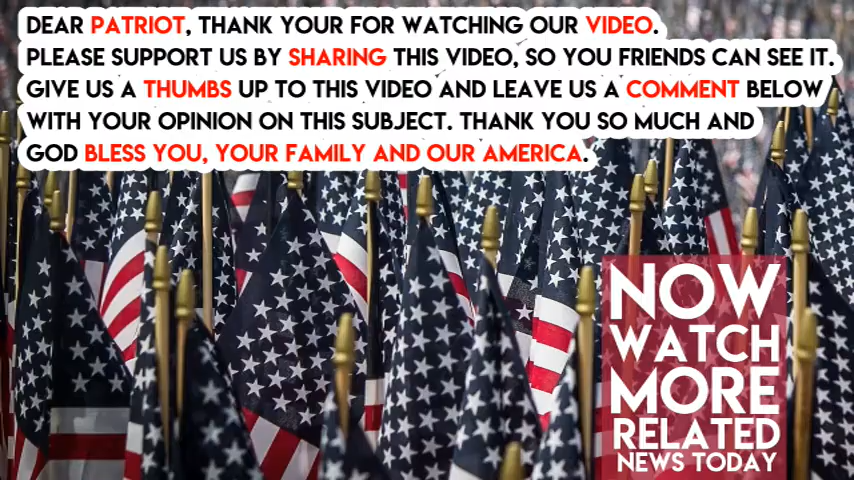 DEAR PATRIOT, THANK YOUR FOR WATCHING OUR VIDEO.
PLEASE SUPPORT US BY SHARING THIS VIDEO, SO YOU FRIENDS CAN SEE IT.
GIVE US A THUMBS UP TO THIS VIDEO AND LEAVE US A COMMENT BELOW
WITH YOUR OPINION ON THIS SUBJECT. THANK YOU SO MUCH AND
GOD BLESS YOU, YOUR FAMILY AND OUR AMERICA.
NOW
WATCH
MORE
RELATED
NEWS TODAY